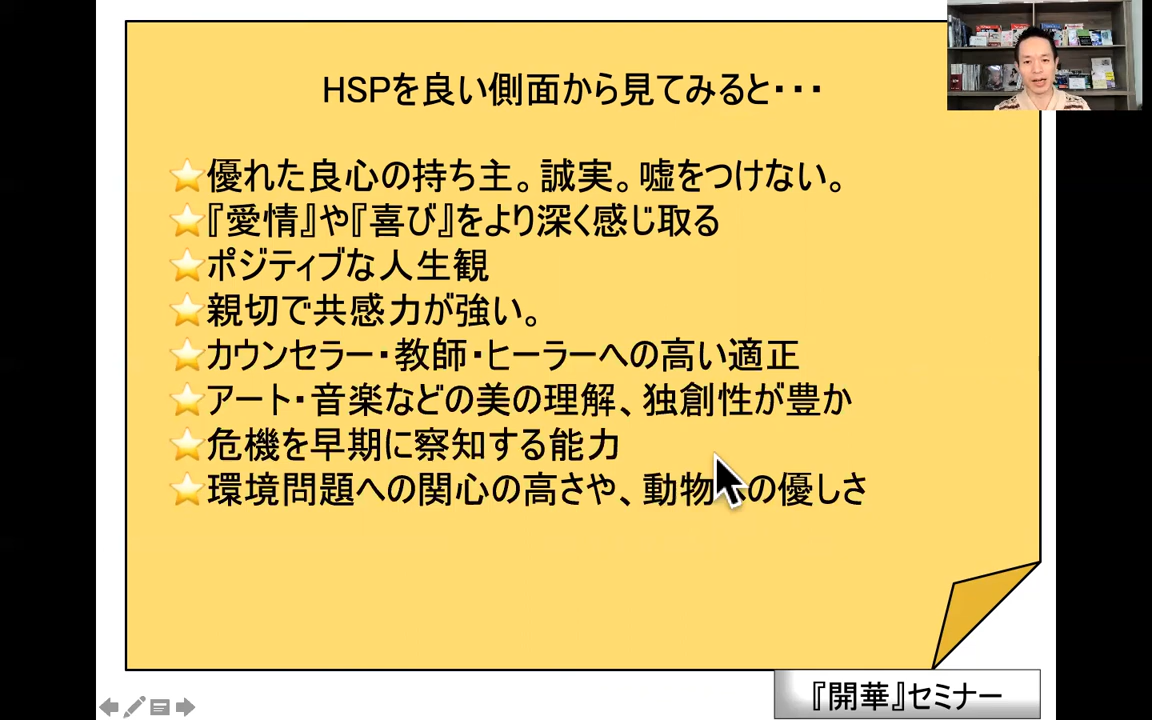 HSPを良い側面から見てみると・・・
⭐優れた良心の持ち主。誠実。嘘をつけない。
⭐『愛情』や『喜び』をより深く感じ取る
⭐ポジティブな人生観
⭐親切で共感力が強い。
⭐カウンセラー・教師・ヒーラーへの高い適正
⭐アート・音楽などの美の理解、独創性が豊か
⭐危機を早期に察知する能力
⭐環境問題への関心の高さや、動物への優しさ
『開華』セミナー